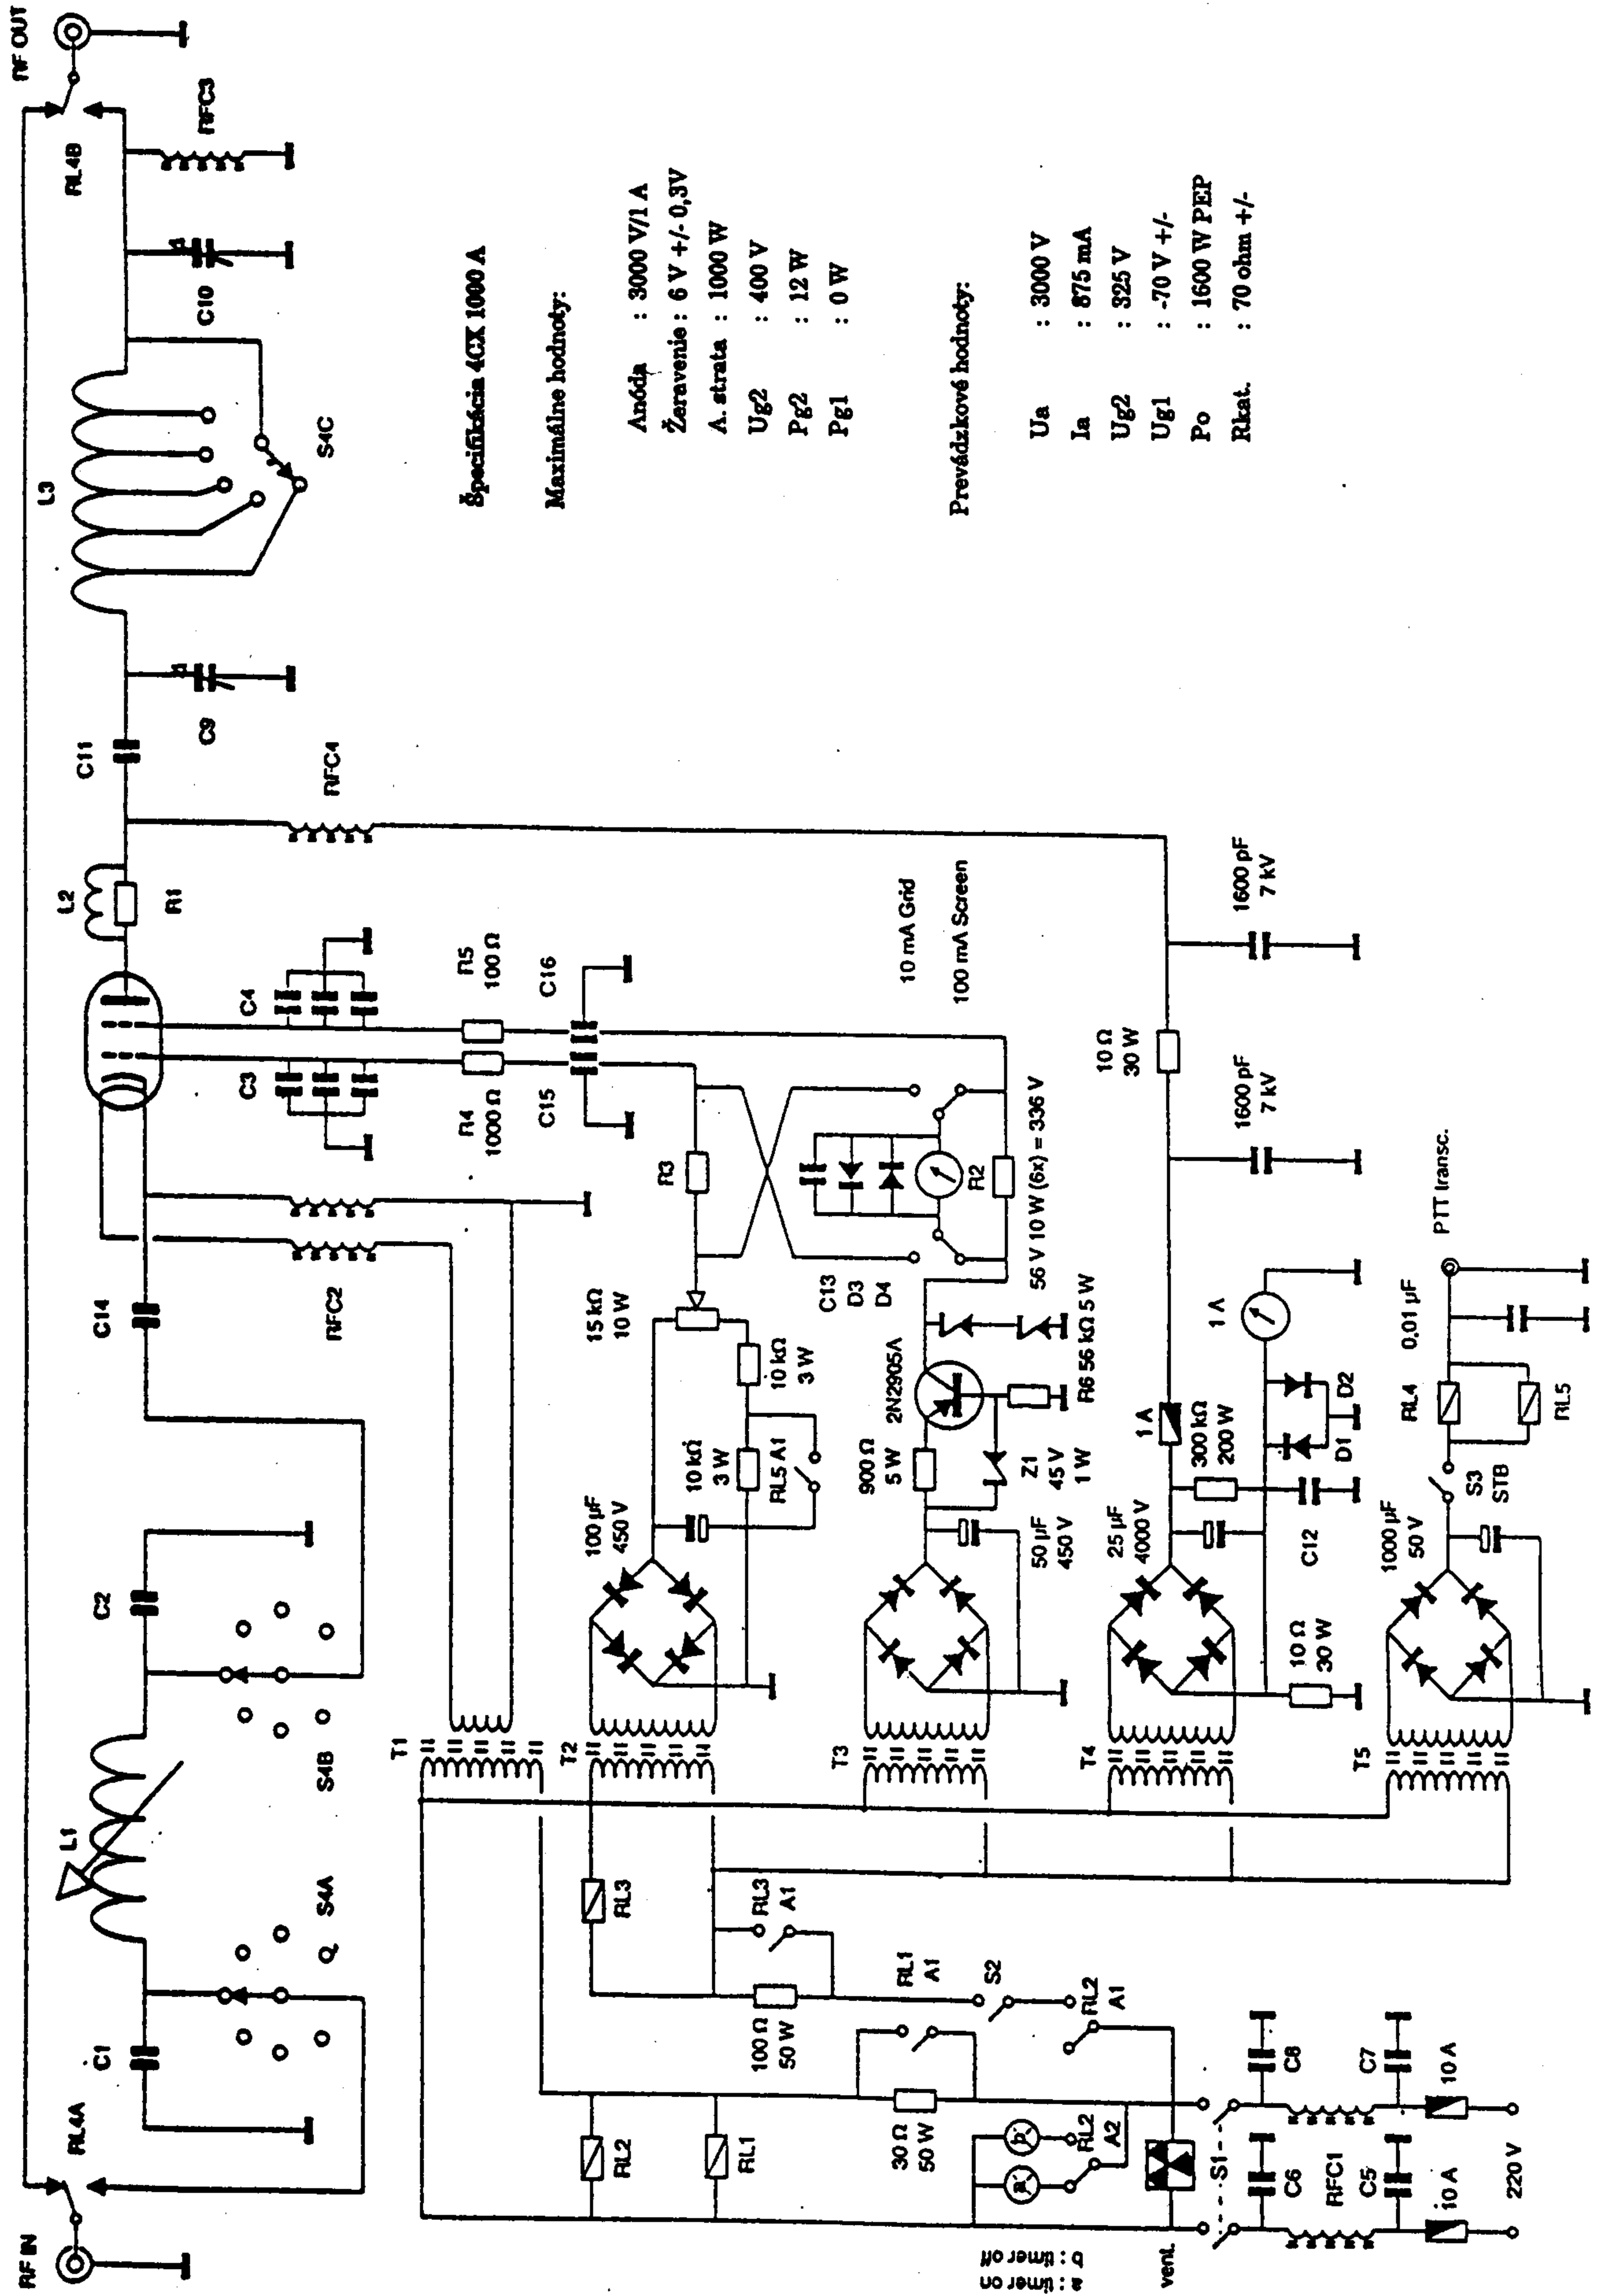 RF IN
RL4A
C1
S4A
L1
S4B
C2
C14
RFC2
C3
C4
R4
1000 Ω
R5
100 Ω
C15
C16
L2
R1
RFC4
C11
C9
L3
S4C
C10
RL4B
RFC3
RF OUT
Špecifikácia 4CX 1000 A
Maximálne hodnoty:
Anóda : 3000 V/1 A
Žeravenie : 6 V +/- 0,3V
A. strata : 1000 W
Ug2 : 400 V
Pg2 : 12 W
Pg1 : 0 W
Prevádzkové hodnoty:
Ua : 3000 V
Ia : 875 mA
Ug2 : 325 V
Ug1 : -70 V +/-
Po : 1600 W PEP
Rkat. : 70 ohm +/-
T1
T2
100 µF
450 V
10 kΩ
3 W
RL5 A1
10 kΩ
3 W
15 kΩ
10 W
R3
C13
D3
D4
R2
10 mA Grid
100 mA Screen
56 V 10 W (6x) = 336 V
T3
50 µF
450 V
900 Ω
5 W
Z1
45 V
1 W
2N2905A
R6 56 kΩ 5 W
T4
25 µF
4000 V
C12
10 Ω
30 W
1 A
300 kΩ
200 W
D1
D2
1 A
1600 pF
7 kV
10 Ω
30 W
1600 pF
7 kV
T5
1000 µF
50 V
S3
STB
RL4
RL5
0,01 µF
PTT transc.
RL3
RL3
A1
100 Ω
50 W
RL1
A1
S2
RL2
A1
RL2
RL1
30 Ω
50 W
a
b
RL2
A2
a : timer on
b : timer off
vent.
S1
C6
C8
RFC1
C5
C7
10 A
10 A
220 V